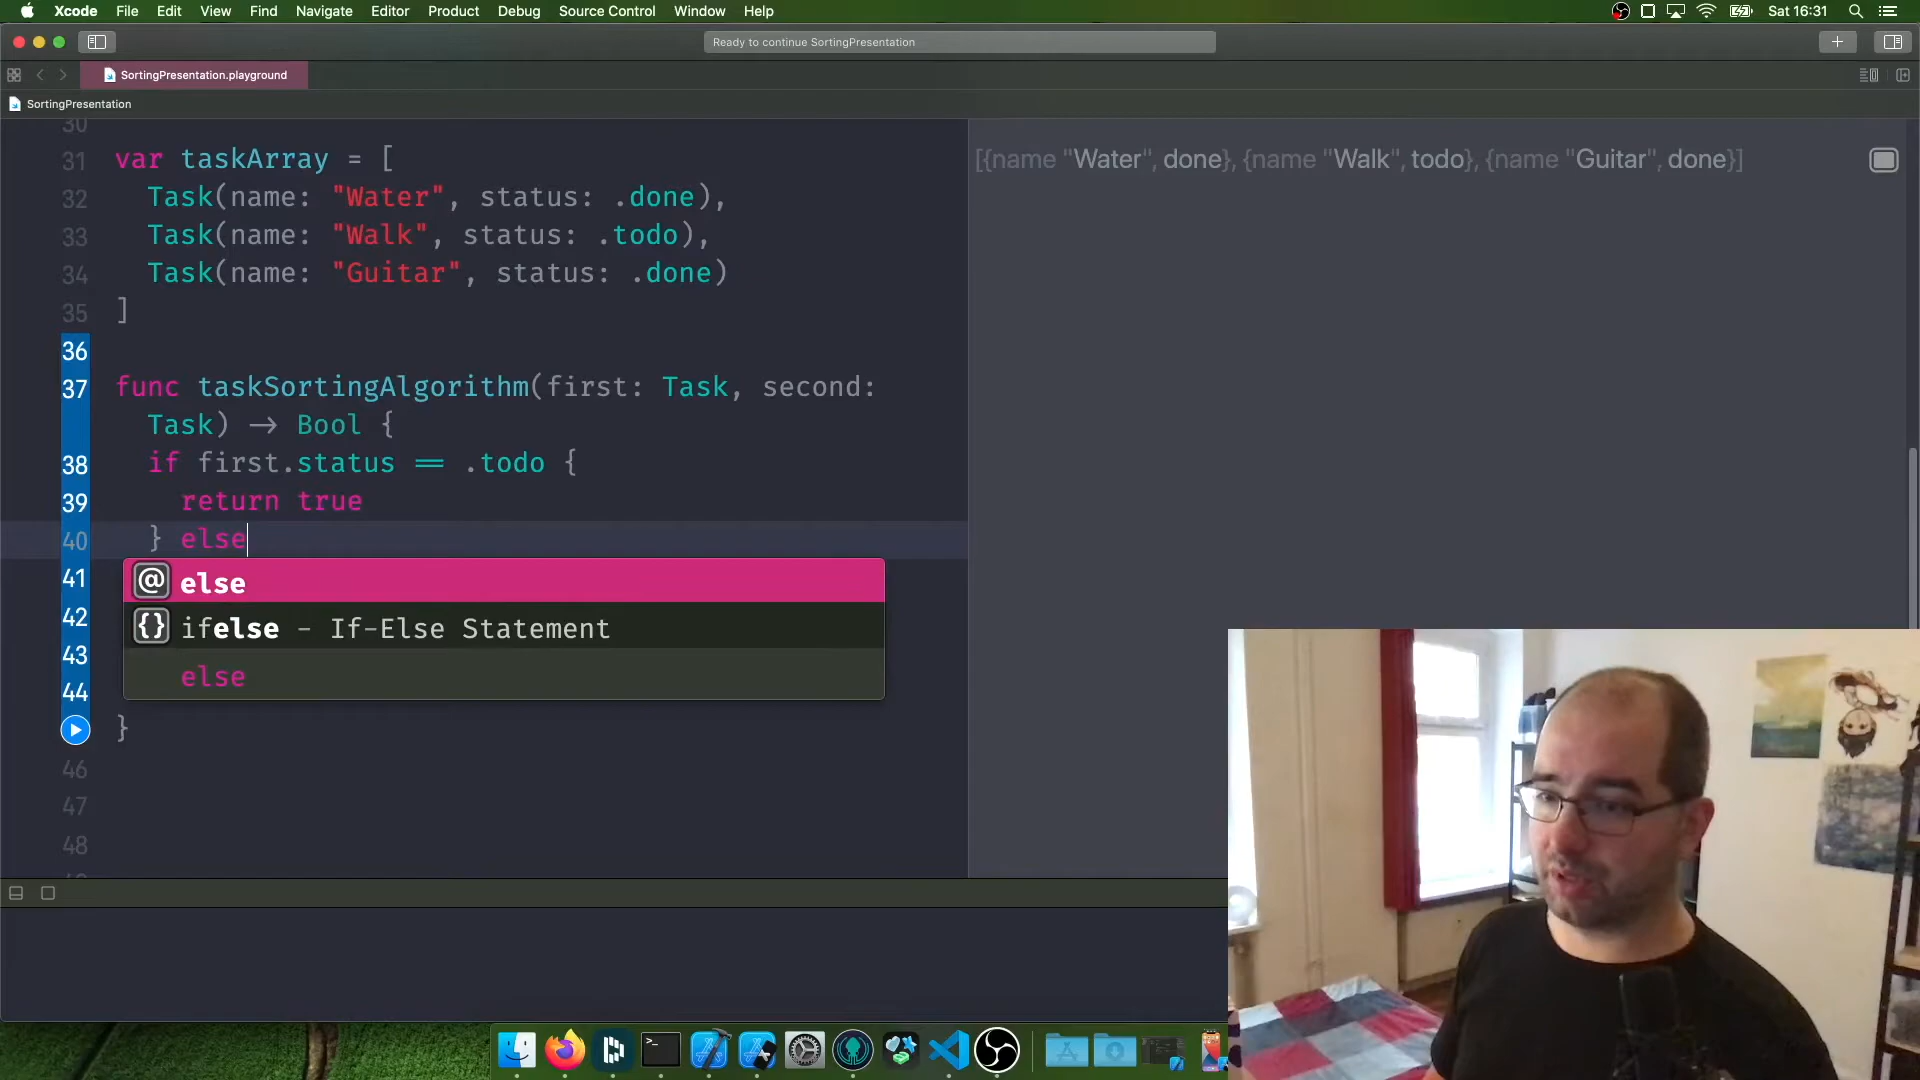 Xcode File Edit View Find Navigate Editor Product Debug Source Control Window Help Sat 16:31
Ready to continue SortingPresentation
SortingPresentation.playground
SortingPresentation
30
31 var taskArray = [ [{name "Water", done}, {name "Walk", todo}, {name "Guitar", done}]
32 Task(name: "Water", status: .done),
33 Task(name: "Walk", status: .todo),
34 Task(name: "Guitar", status: .done)
35 ]
36
37 func taskSortingAlgorithm(first: Task, second:
Task) -> Bool {
38 if first.status == .todo {
39 return true
40 } else
41 @ else
42 {} ifelse - If-Else Statement
43 else
44
}
46
47
48